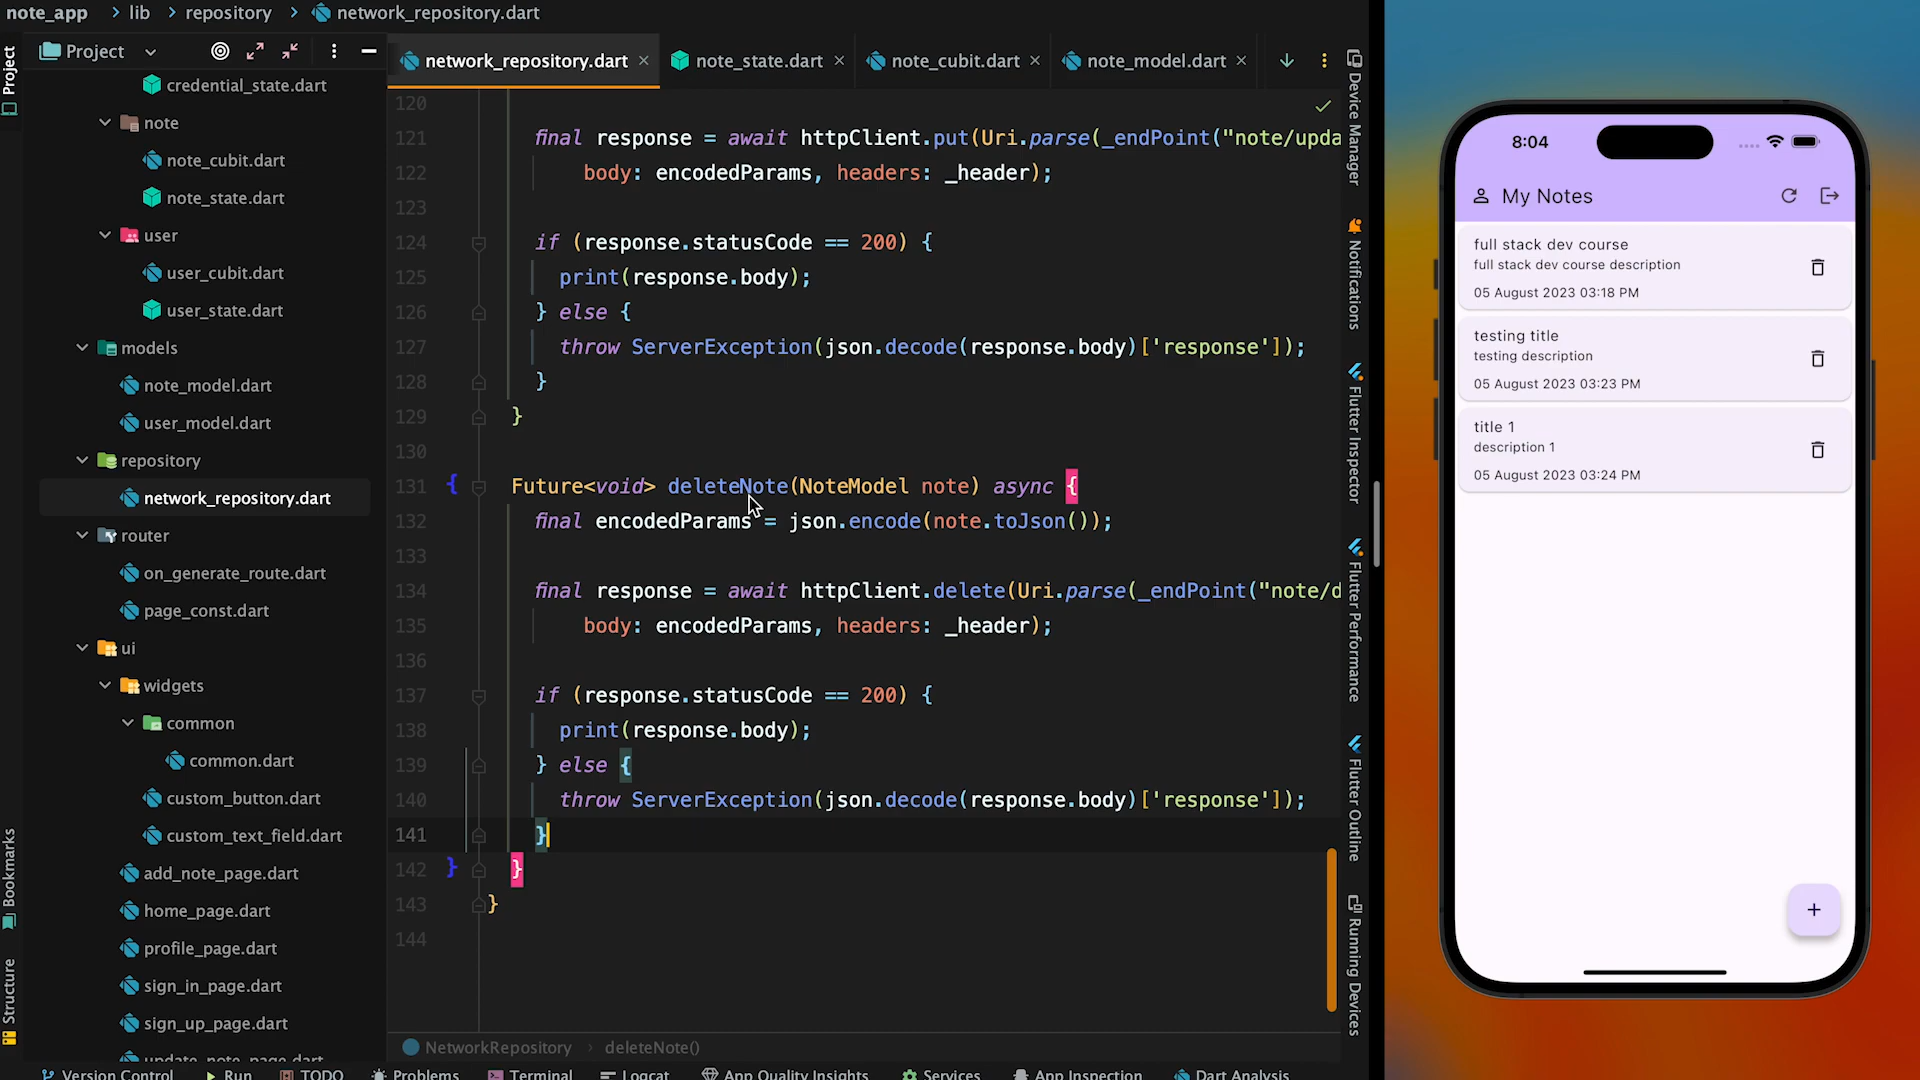 note_app > lib > repository > network_repository.dart
Project
Project
credential_state.dart
note
note_cubit.dart
note_state.dart
user
user_cubit.dart
user_state.dart
models
note_model.dart
user_model.dart
repository
network_repository.dart
router
on_generate_route.dart
page_const.dart
ui
widgets
common
common.dart
custom_button.dart
custom_text_field.dart
add_note_page.dart
home_page.dart
profile_page.dart
sign_in_page.dart
sign_up_page.dart
update_note_page.dart
Bookmarks
Structure
network_repository.dart
note_state.dart
note_cubit.dart
note_model.dart
120
121 final response = await httpClient.put(Uri.parse(_endPoint("note/upda
122 body: encodedParams, headers: _header);
123
124 if (response.statusCode == 200) {
125 print(response.body);
126 } else {
127 throw ServerException(json.decode(response.body)['response']);
128 }
129 }
130
131 Future<void> deleteNote(NoteModel note) async {
132 final encodedParams = json.encode(note.toJson());
133
134 final response = await httpClient.delete(Uri.parse(_endPoint("note/d
135 body: encodedParams, headers: _header);
136
137 if (response.statusCode == 200) {
138 print(response.body);
139 } else {
140 throw ServerException(json.decode(response.body)['response']);
141 }
142 }
143 }
144
NetworkRepository > deleteNote()
Version Control
Run
TODO
Problems
Terminal
Logcat
App Quality Insights
Services
App Inspection
Dart Analysis
Device Manager
Notifications
Flutter Inspector
Flutter Performance
Flutter Outline
Running Devices
8:04
My Notes
full stack dev course
full stack dev course description
05 August 2023 03:18 PM
testing title
testing description
05 August 2023 03:23 PM
title 1
description 1
05 August 2023 03:24 PM
+